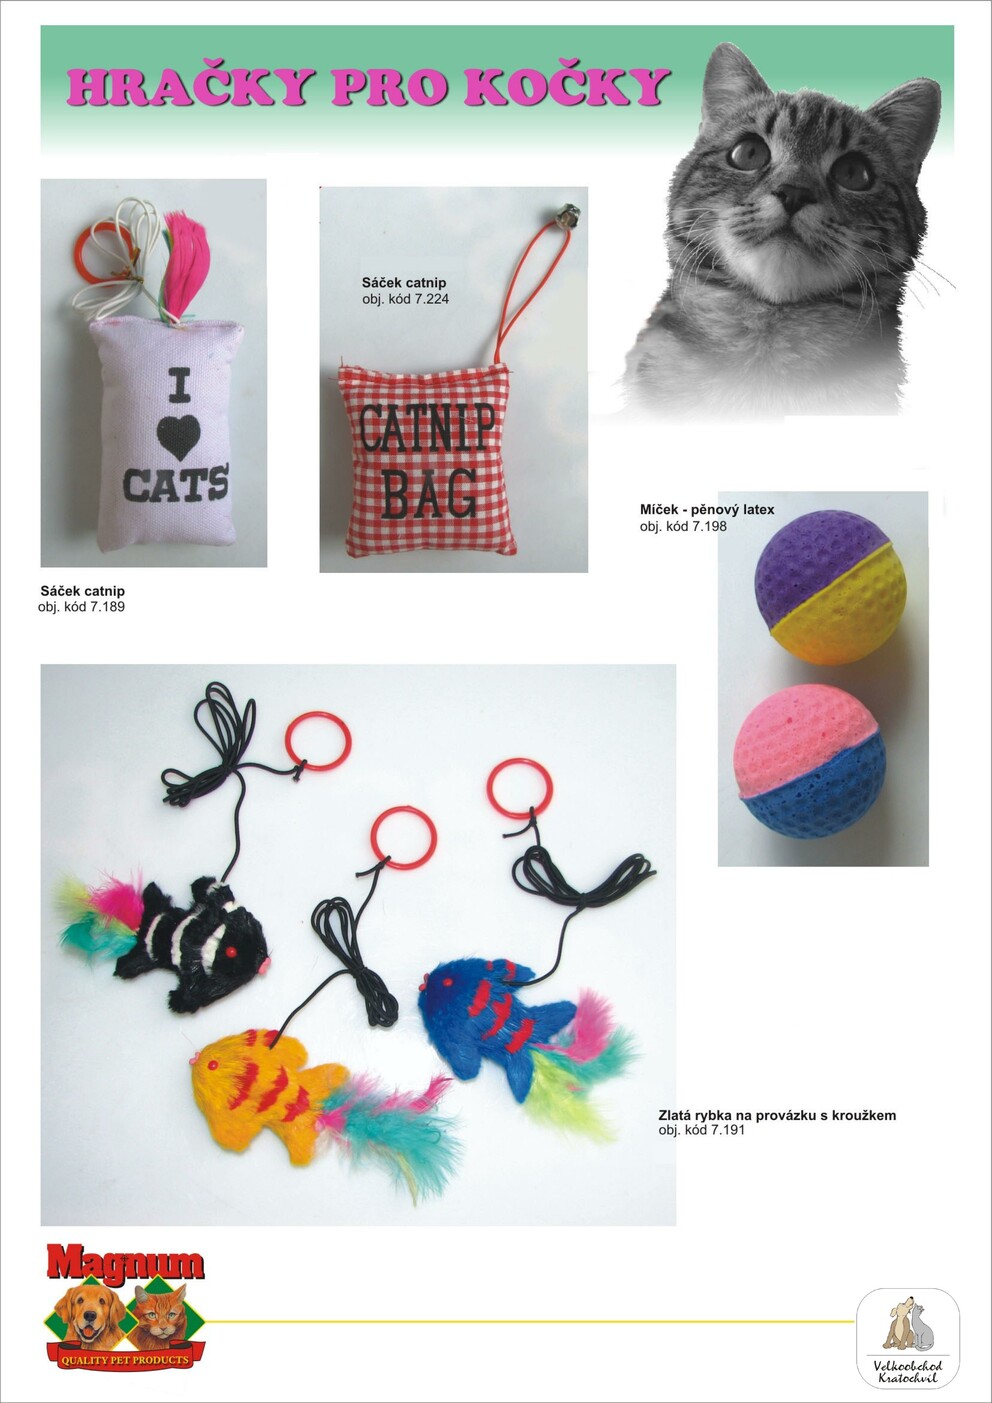 HRAČKY PRO KOČKY
I
CATS
Sáček catnip
obj. kód 7.189
Sáček catnip
obj. kód 7.224
CATNIP
BAG
Míček - pěnový latex
obj. kód 7.198
Zlatá rybka na provázku s kroužkem
obj. kód 7.191
Magnum
QUALITY PET PRODUCTS
Velkoobchod
Kratochvíl